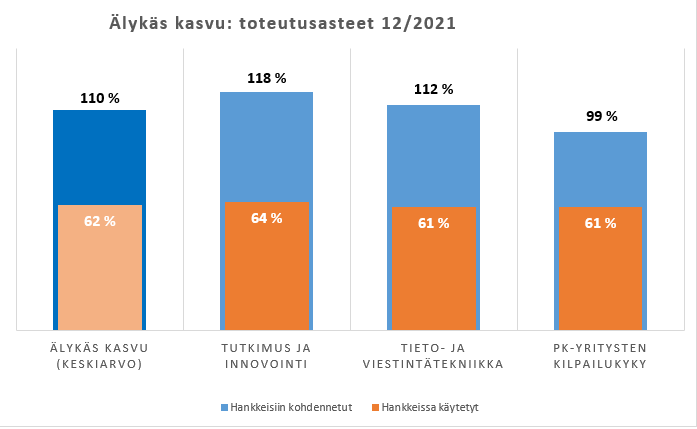 Älykäs kasvu: toteutusasteet 12/2021
110 %
118 %
112 %
99 %
62 %
64 %
61 %
61 %
ÄLYKÄS KASVU
(KESKIARVO)
TUTKIMUS JA
INNOVOINTI
TIETO- JA
VIESTINTÄTEKNIIKKA
PK-YRITYSTEN
KILPAILUKYKY
Hankkeisiin kohdennetut
Hankkeissa käytetyt